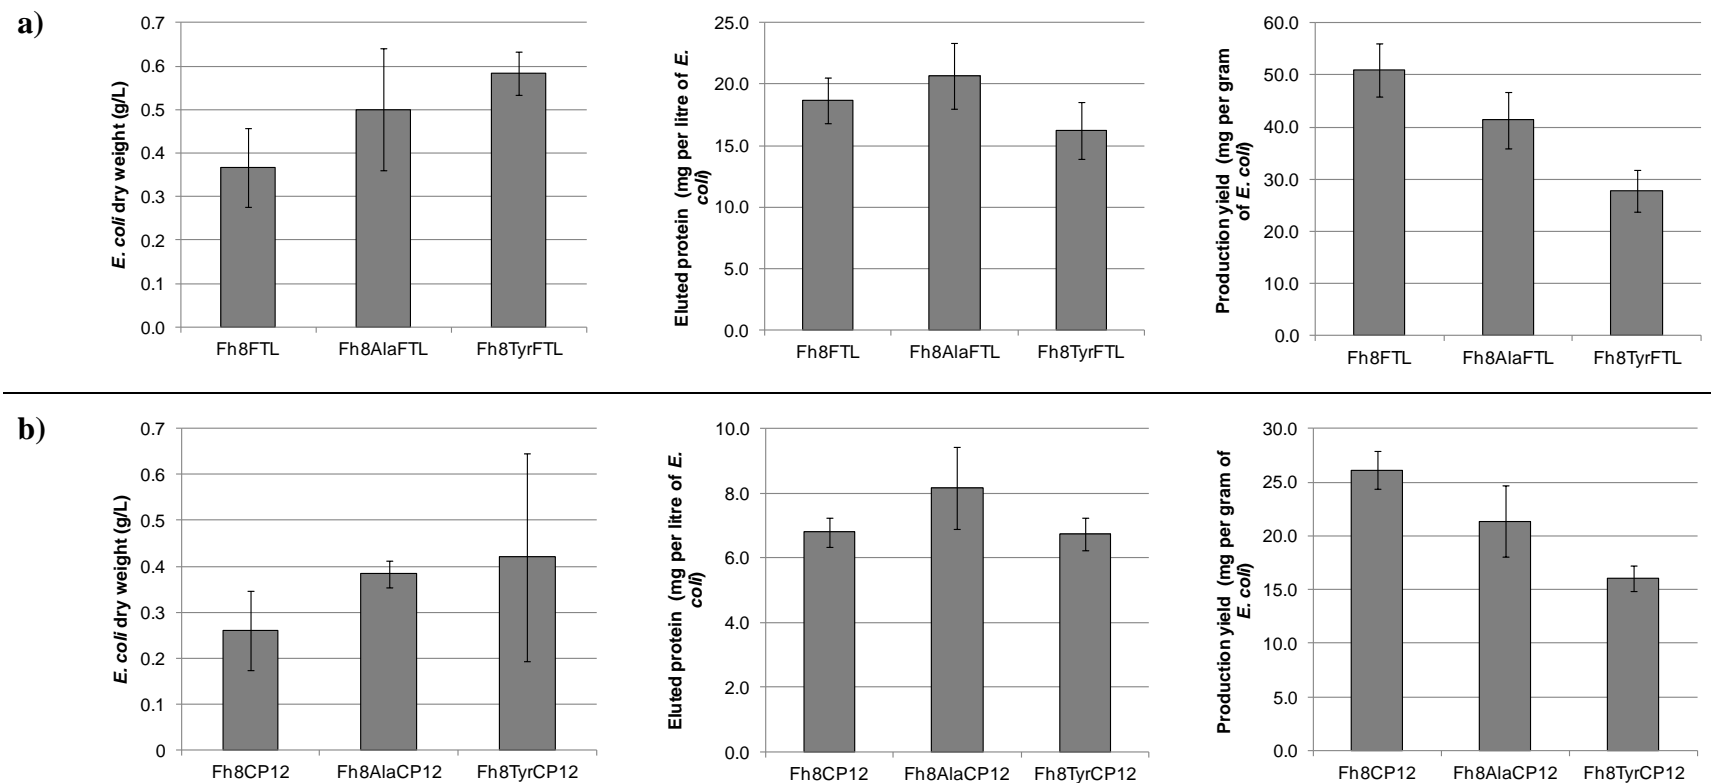 a)
E. coli dry weight (g/L)
0.7
0.6
0.5
0.4
0.3
0.2
0.1
0.0
Fh8FTL Fh8AlaFTL Fh8TyrFTL
Eluted protein (mg per litre of E.
coli)
25.0
20.0
15.0
10.0
5.0
0.0
Fh8FTL Fh8AlaFTL Fh8TyrFTL
Production yield (mg per gram
of E. coli)
60.0
50.0
40.0
30.0
20.0
10.0
0.0
Fh8FTL Fh8AlaFTL Fh8TyrFTL
b)
E. coli dry weight (g/L)
0.7
0.6
0.5
0.4
0.3
0.2
0.1
0
Fh8CP12 Fh8AlaCP12 Fh8TyrCP12
Eluted protein (mg per litre of E.
coli)
10.0
8.0
6.0
4.0
2.0
0.0
Fh8CP12 Fh8AlaCP12 Fh8TyrCP12
Production yield (mg per gram of
E. coli)
30.0
25.0
20.0
15.0
10.0
5.0
0.0
Fh8CP12 Fh8AlaCP12 Fh8TyrCP12